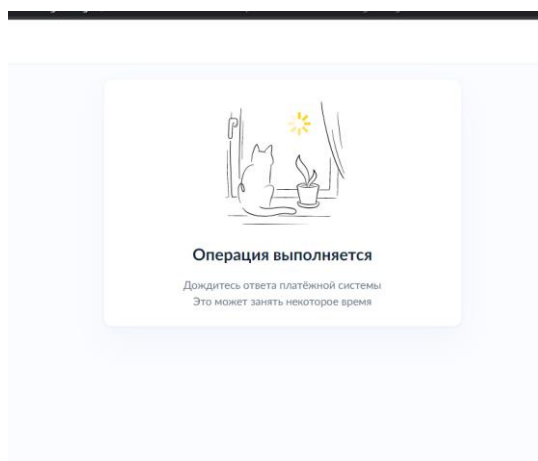 Операция выполняется
Дождитесь ответа платёжной системы
Это может занять некоторое время